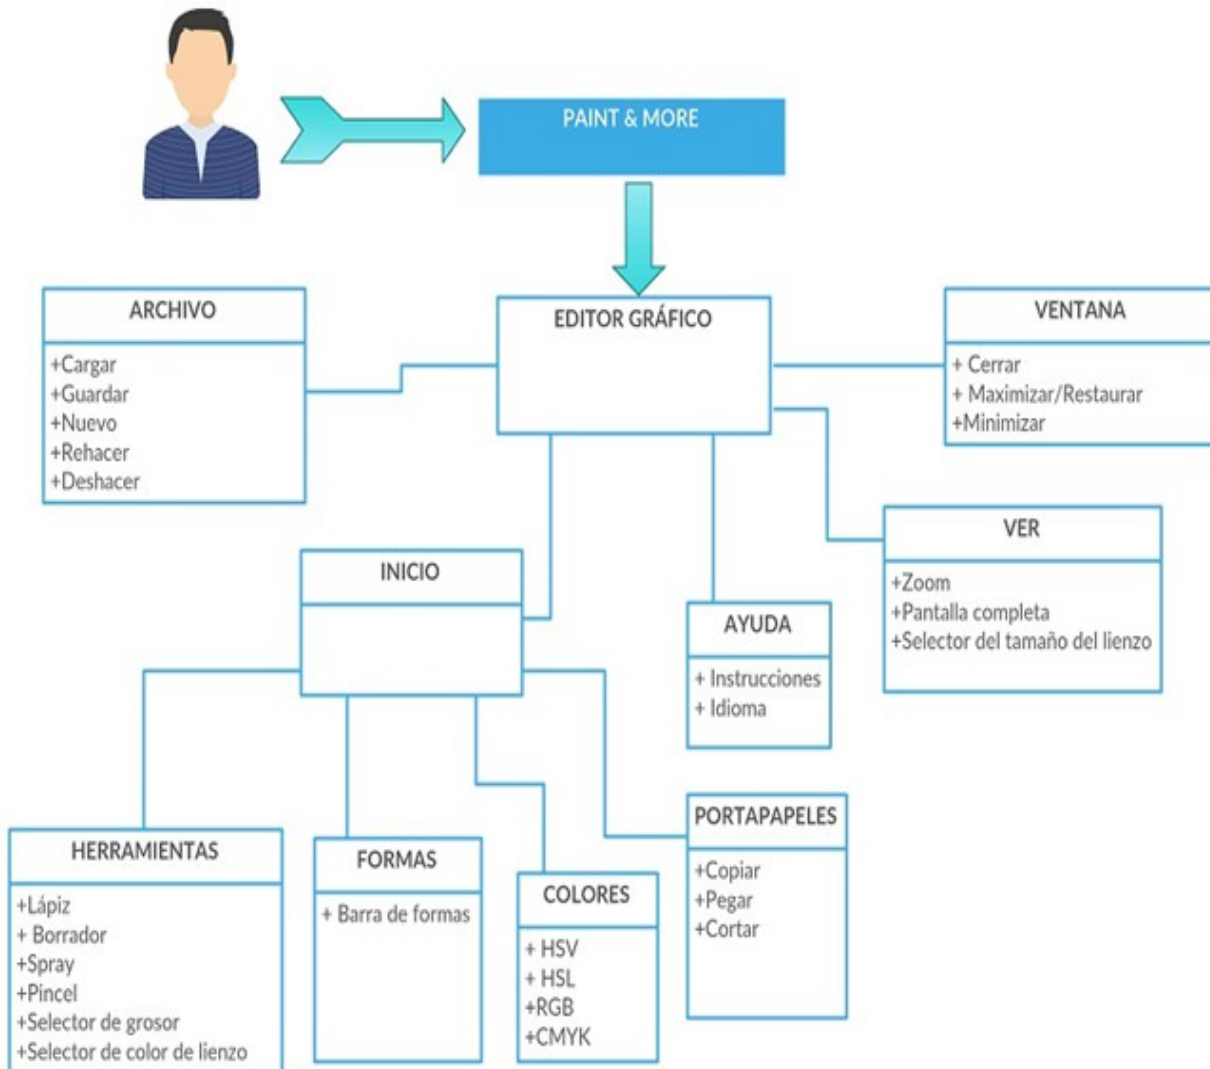 PAINT & MORE
EDITOR GRÁFICO
ARCHIVO
+Cargar
+Guardar
+Nuevo
+Rehacer
+Deshacer
VENTANA
+ Cerrar
+ Maximizar/Restaurar
+Minimizar
VER
+Zoom
+Pantalla completa
+Selector del tamaño del lienzo
INICIO
AYUDA
+ Instrucciones
+ Idioma
HERRAMIENTAS
+Lápiz
+ Borrador
+Spray
+Pincel
+Selector de grosor
+Selector de color de lienzo
FORMAS
+ Barra de formas
COLORES
+ HSV
+ HSL
+RGB
+CMYK
PORTAPAPELES
+Copiar
+Pegar
+Cortar